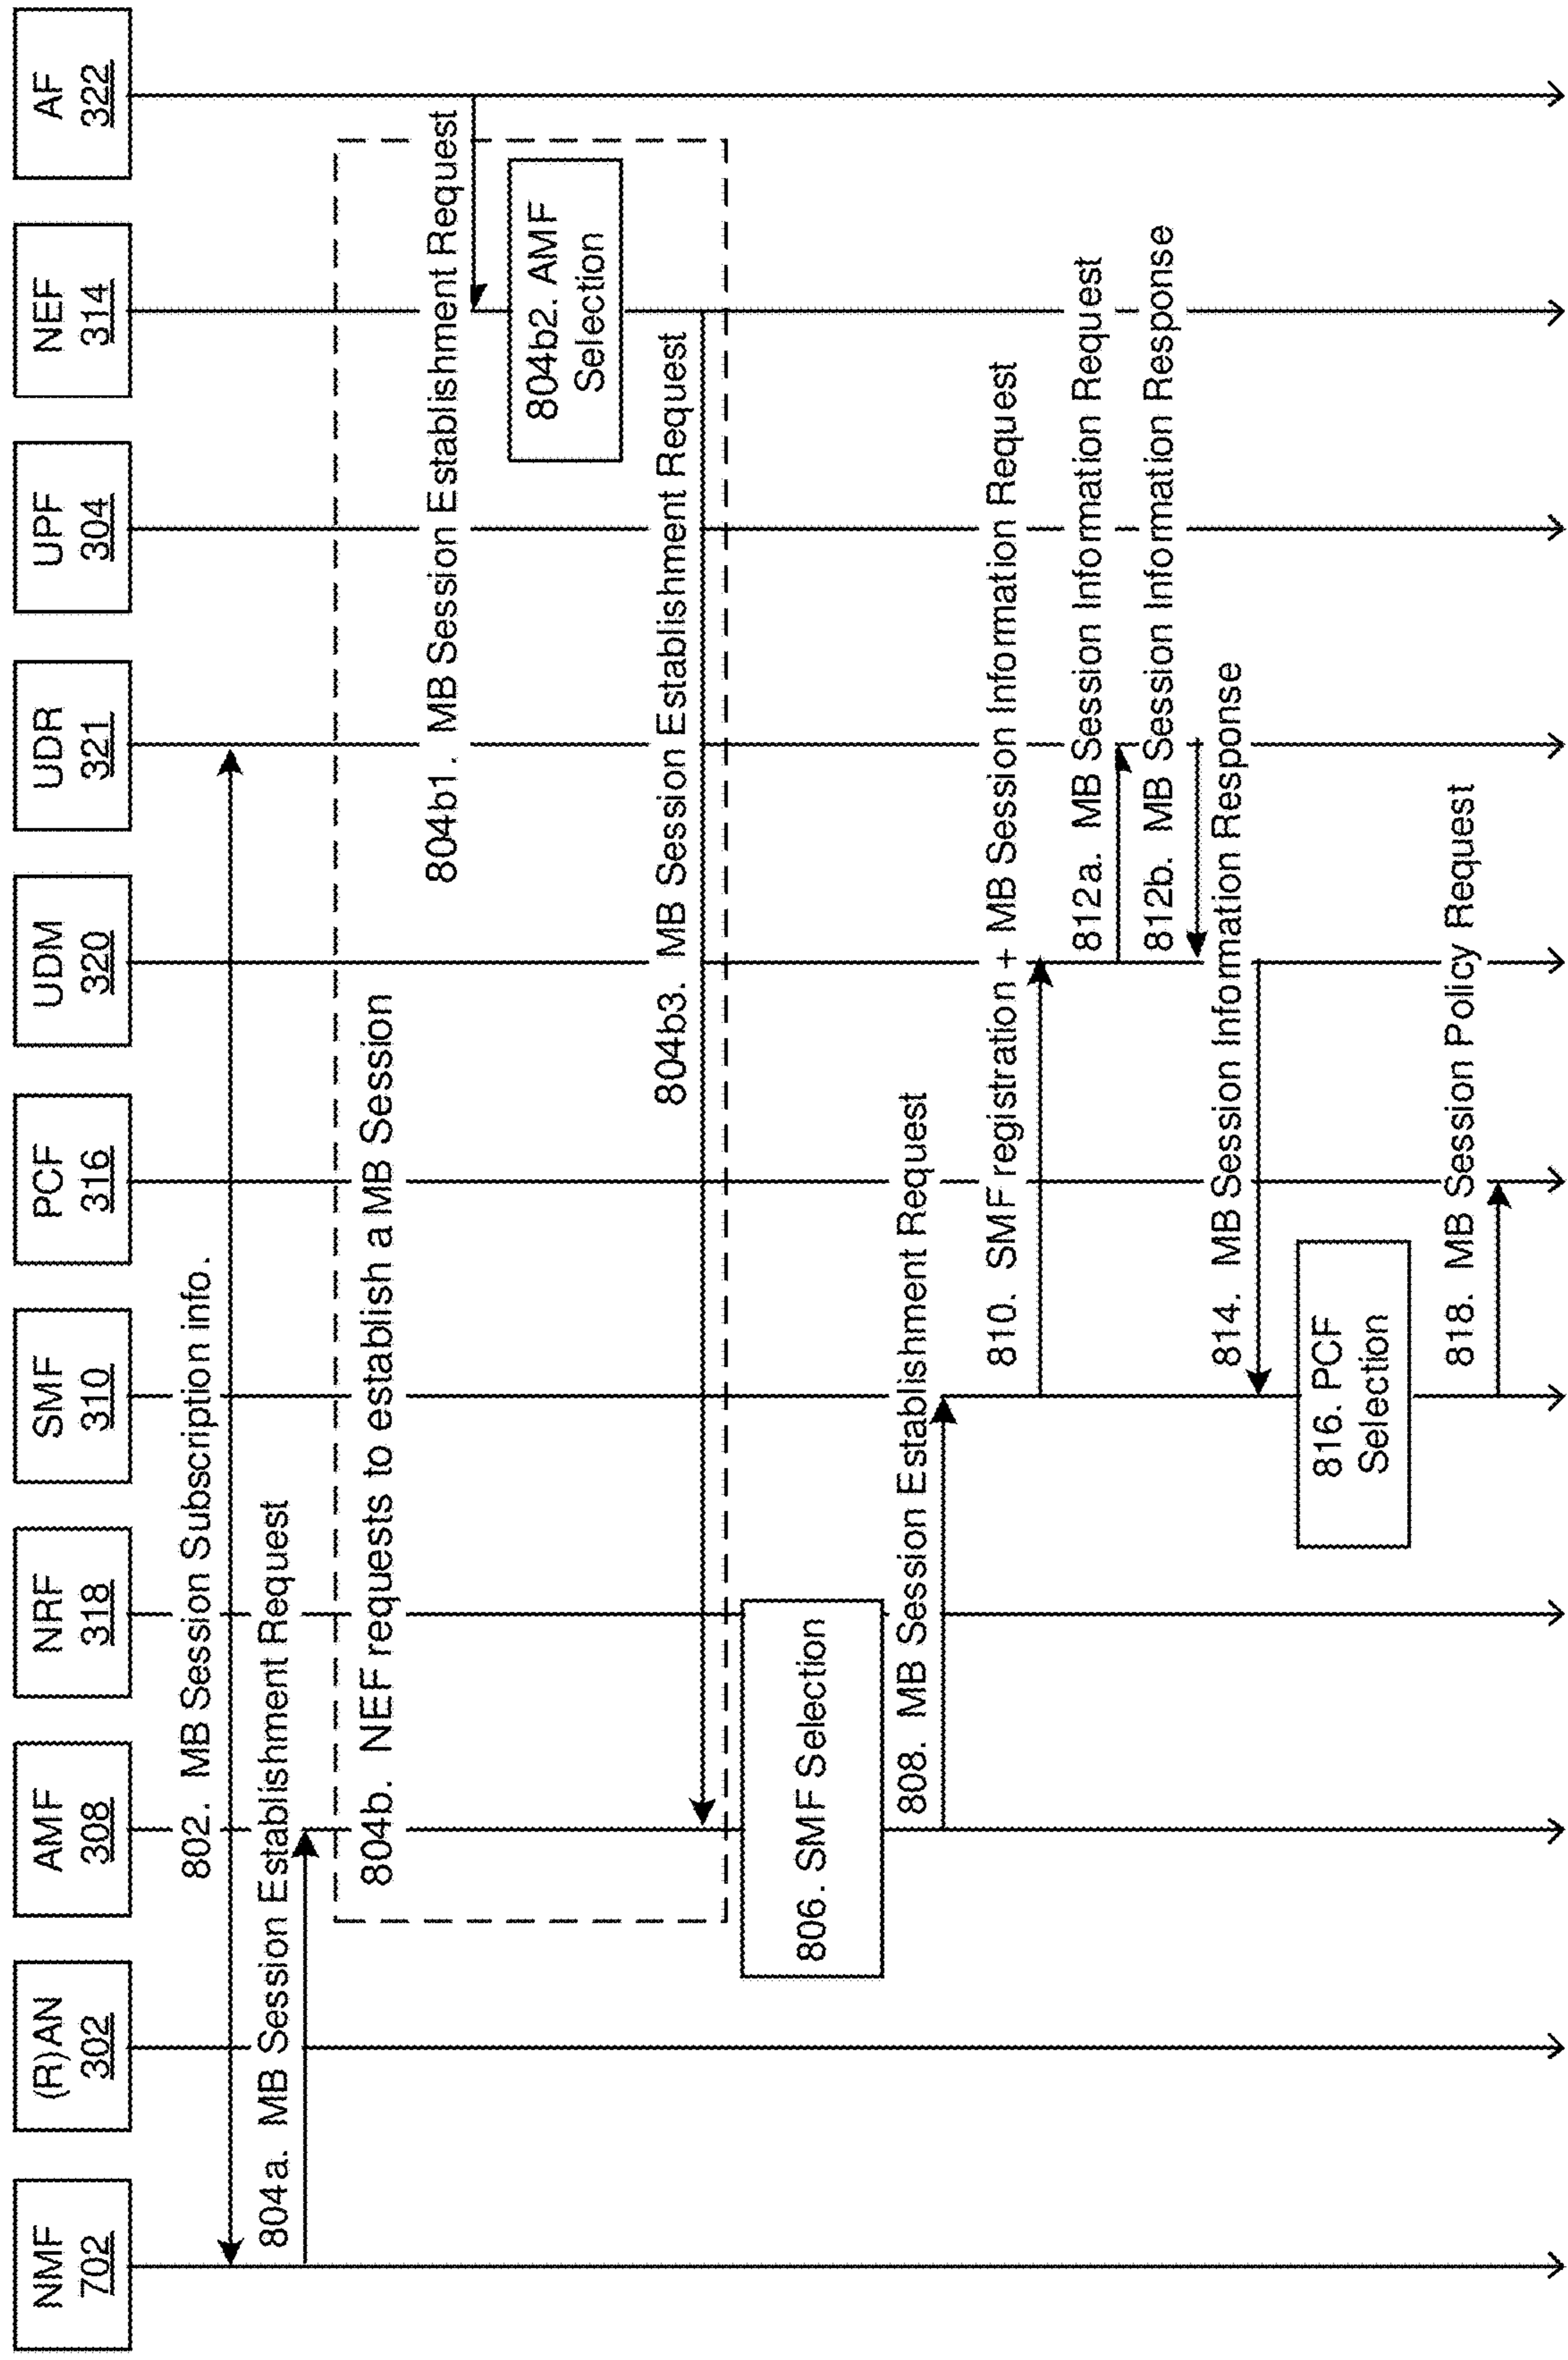 NMF
702
(R)AN
302
AMF
308
NRF
318
SMF
310
PCF
316
UDM
320
UDR
321
UPF
304
NEF
314
AF
322
802. MB Session Subscription info.
804a. MB Session Establishment Request
804b. NEF requests to establish a MB Session
804b1. MB Session Establishment Request
804b2. AMF
Selection
804b3. MB Session Establishment Request
806. SMF Selection
808. MB Session Establishment Request
810. SMF registration + MB Session Information Request
812a. MB Session Information Request
812b. MB Session Information Response
814. MB Session Information Response
816. PCF
Selection
818. MB Session Policy Request